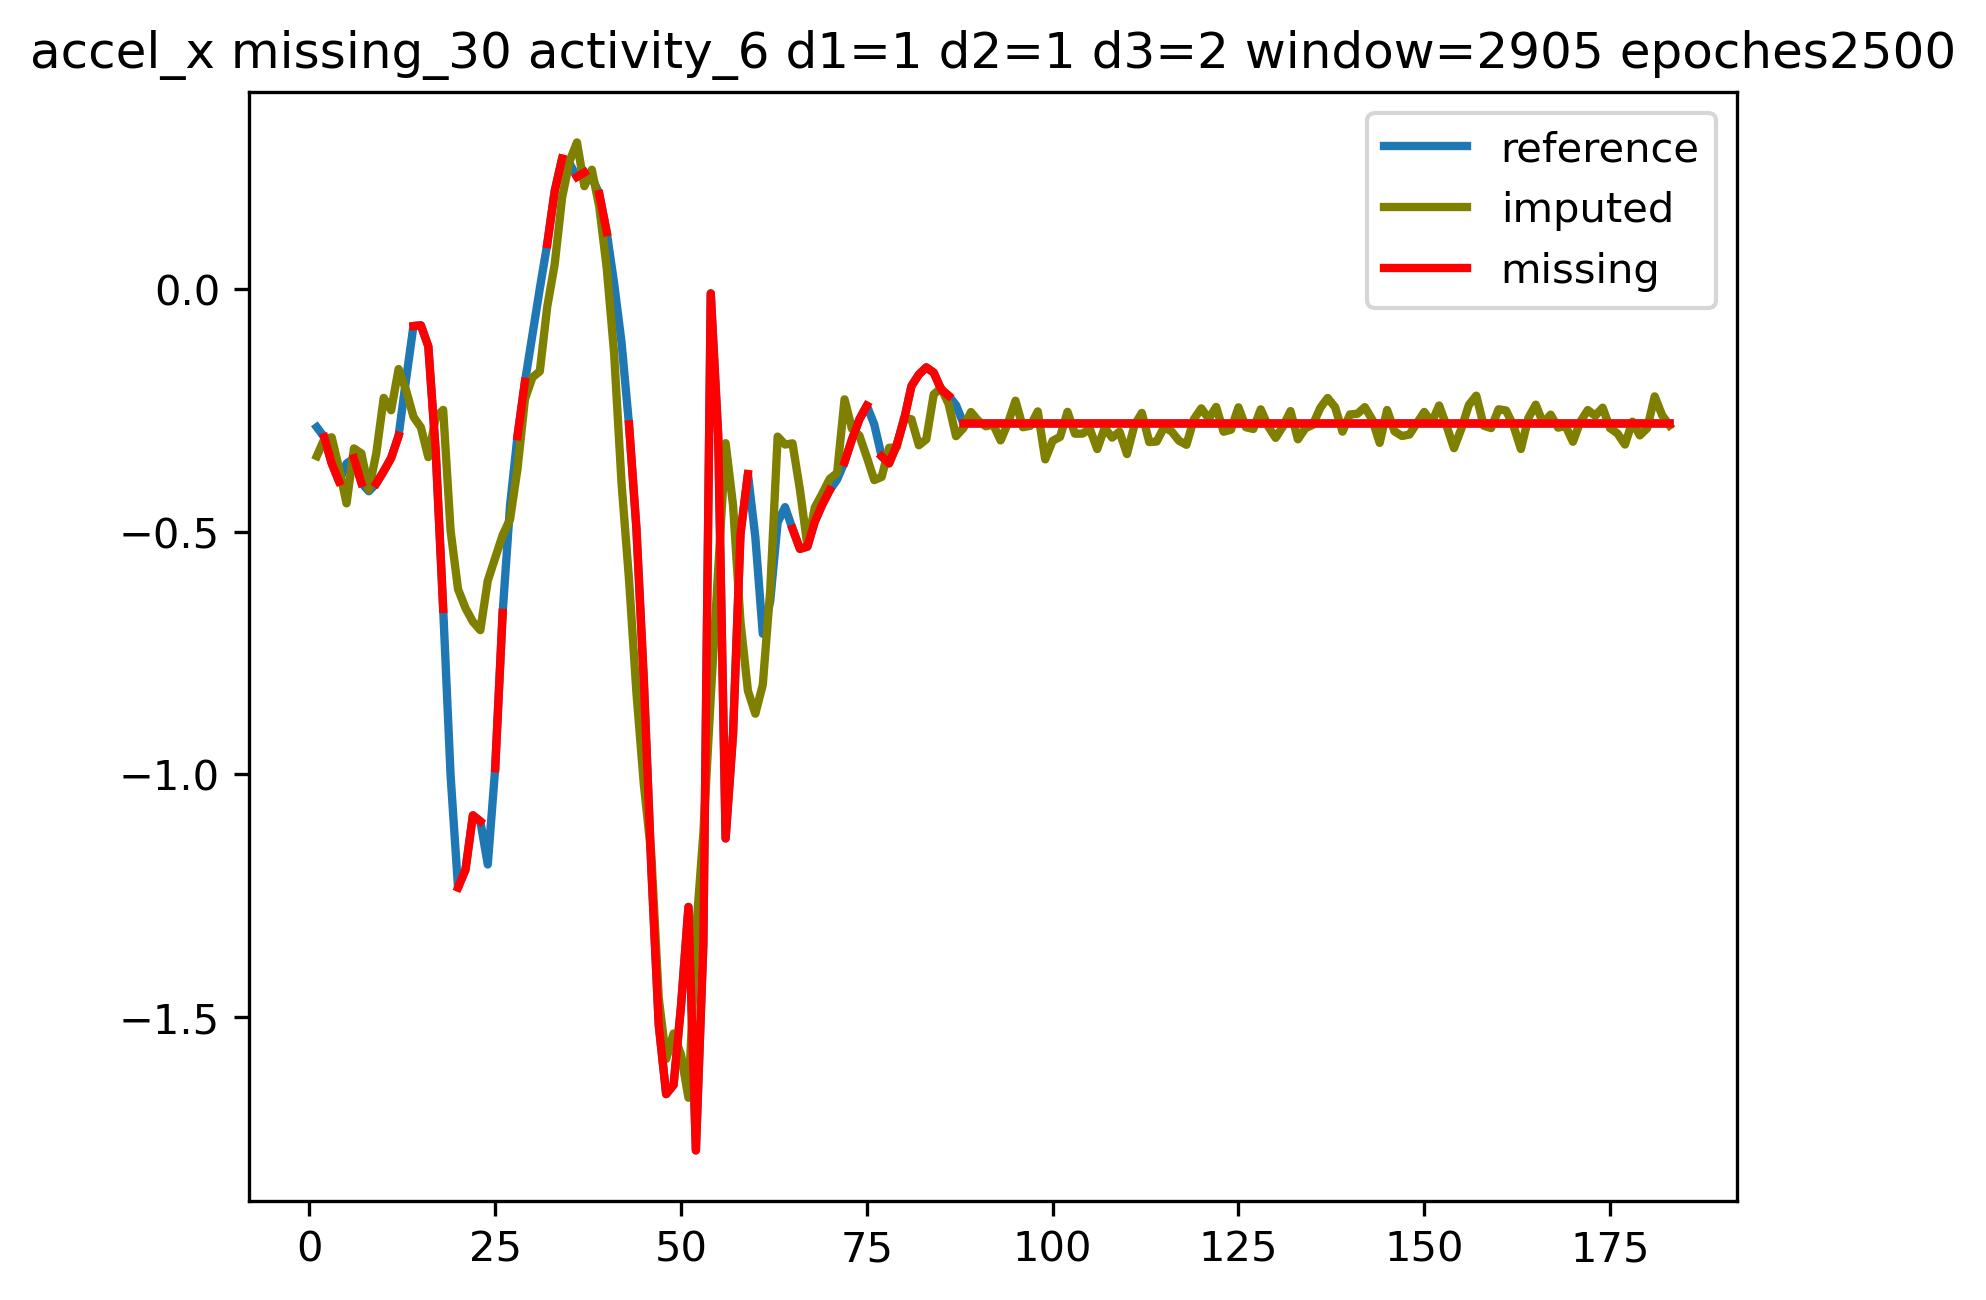 accel_x missing_30 activity_6 d1=1 d2=1 d3=2 window=2905 epoches2500
reference
imputed
missing
0.0
−0.5
−1.0
−1.5
0 25 50 75 100 125 150 175